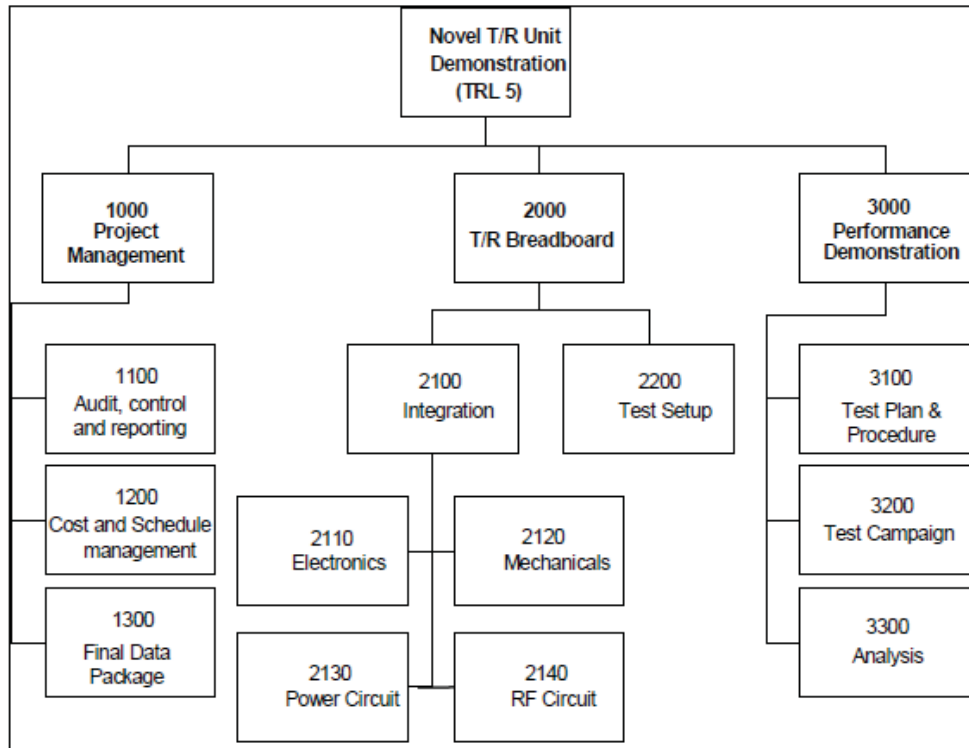 Novel T/R Unit
Demonstration
(TRL 5)
1000
Project
Management
2000
T/R Breadboard
3000
Performance
Demonstration
1100
Audit, control
and reporting
1200
Cost and Schedule
management
1300
Final Data
Package
2100
Integration
2200
Test Setup
2110
Electronics
2120
Mechanicals
2130
Power Circuit
2140
RF Circuit
3100
Test Plan &
Procedure
3200
Test Campaign
3300
Analysis